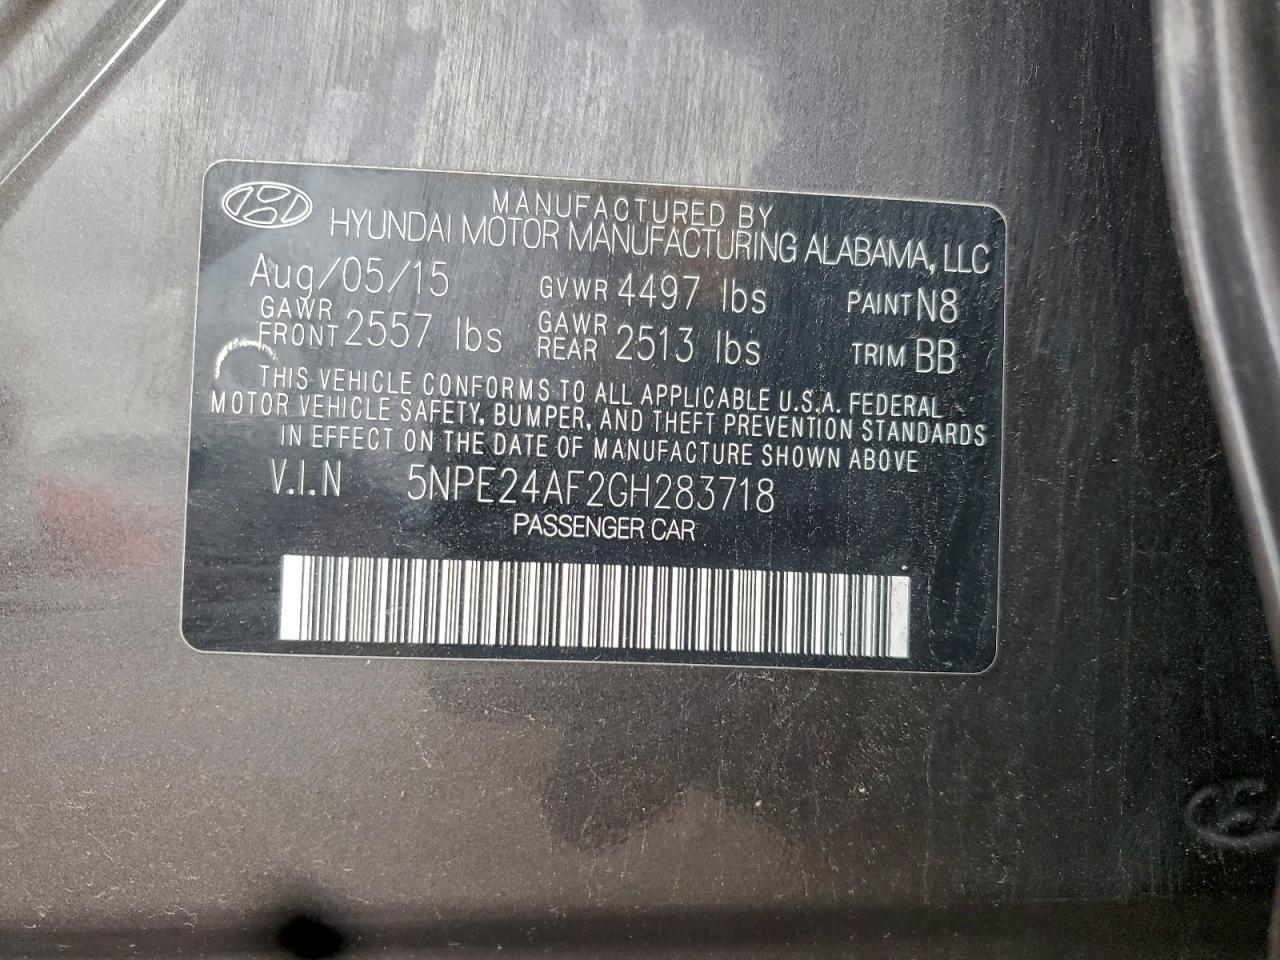 MANUFACTURED BY
HYUNDAI MOTOR MANUFACTURING ALABAMA, LLC
Aug/05/15 GVWR 4497 lbs PAINT N8
GAWR FRONT 2557 lbs GAWR REAR 2513 lbs TRIM BB
THIS VEHICLE CONFORMS TO ALL APPLICABLE U.S.A. FEDERAL
MOTOR VEHICLE SAFETY, BUMPER, AND THEFT PREVENTION STANDARDS
IN EFFECT ON THE DATE OF MANUFACTURE SHOWN ABOVE
V.I.N 5NPE24AF2GH283718
PASSENGER CAR